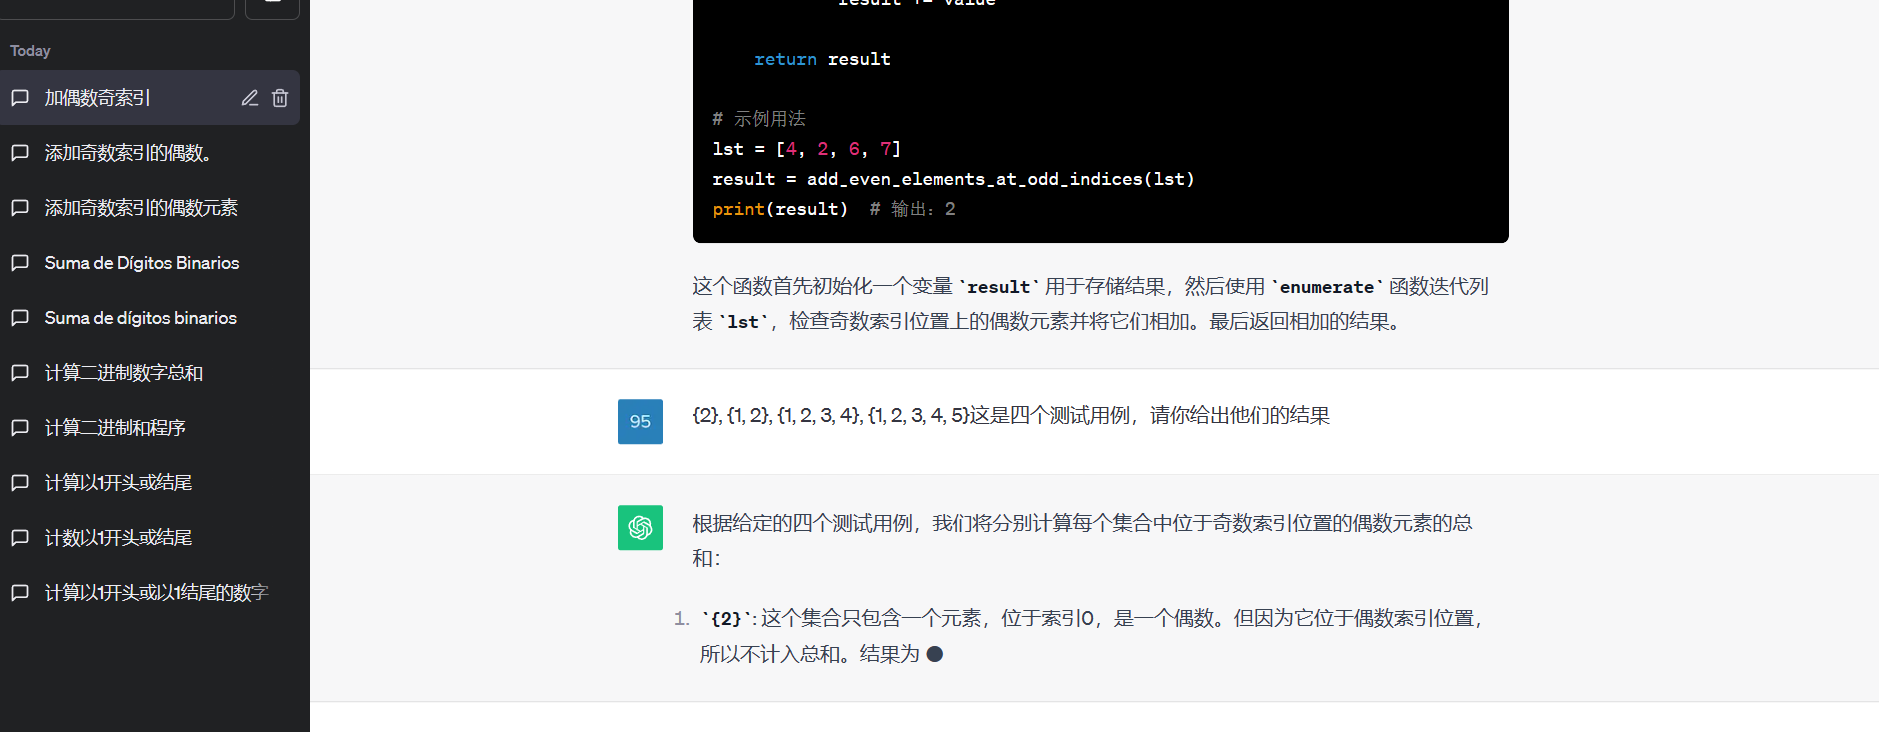 Today
加偶数奇索引
添加奇数索引的偶数。
添加奇数索引的偶数元素
Suma de Dígitos Binarios
Suma de dígitos binarios
计算二进制数字总和
计算二进制和程序
计算以1开头或结尾
计数以1开头或结尾
计算以1开头或以1结尾的数字
result += value
return result
# 示例用法
lst = [4, 2, 6, 7]
result = add_even_elements_at_odd_indices(lst)
print(result)  # 输出：2
这个函数首先初始化一个变量 `result` 用于存储结果，然后使用 `enumerate` 函数迭代列
表 `lst`，检查奇数索引位置上的偶数元素并将它们相加。最后返回相加的结果。
95
{2}, {1, 2}, {1, 2, 3, 4}, {1, 2, 3, 4, 5}这是四个测试用例，请你给出他们的结果
根据给定的四个测试用例，我们将分别计算每个集合中位于奇数索引位置的偶数元素的总
和：
1. `{2}`: 这个集合只包含一个元素，位于索引0，是一个偶数。但因为它位于偶数索引位置，
所以不计入总和。结果为